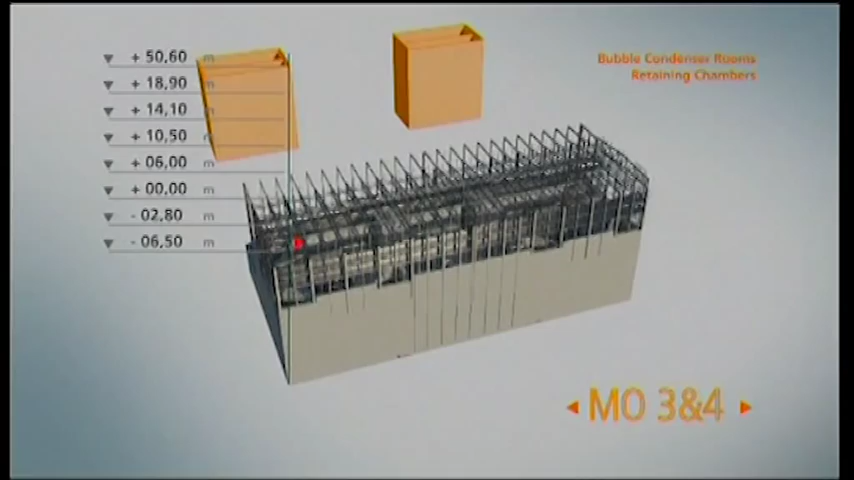 ▼ + 50,60 m
▼ + 18,90 m
▼ + 14,10 m
▼ + 10,50 m
▼ + 06,00 m
▼ + 00,00 m
▼ - 02,80 m
▼ - 06,50 m
Bubble Condenser Rooms
Retaining Chambers
◄ MO 3&4 ►